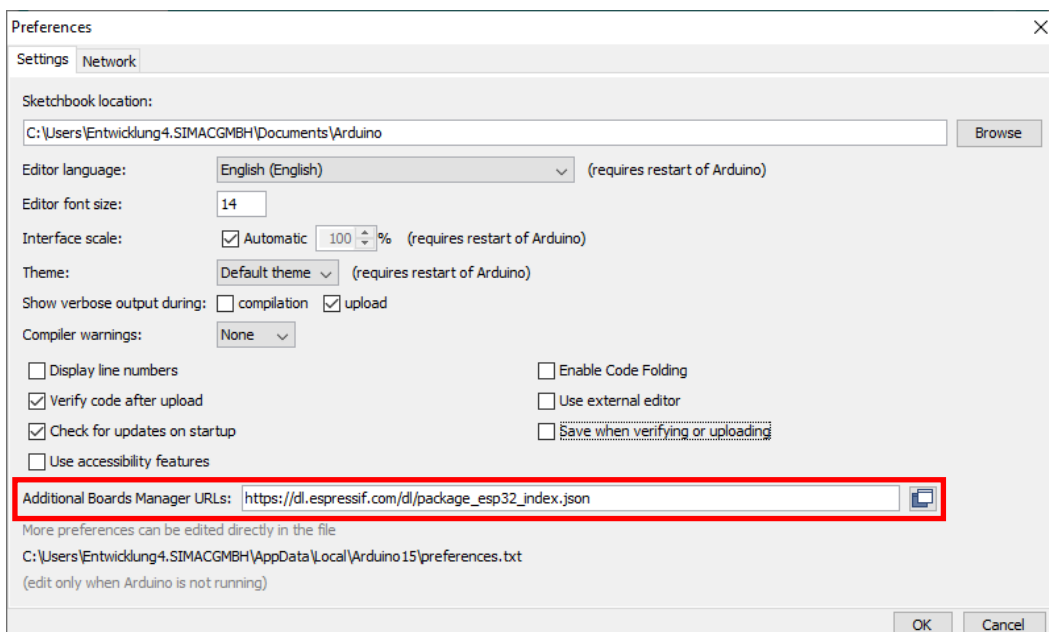 Preferences
Settings Network
Sketchbook location:
C:\Users\Entwicklung4.SIMACGMBH\Documents\Arduino Browse
Editor language: English (English) (requires restart of Arduino)
Editor font size: 14
Interface scale: Automatic 100 % (requires restart of Arduino)
Theme: Default theme (requires restart of Arduino)
Show verbose output during: compilation upload
Compiler warnings: None
Display line numbers Enable Code Folding
Verify code after upload Use external editor
Check for updates on startup Save when verifying or uploading
Use accessibility features
Additional Boards Manager URLs: https://dl.espressif.com/dl/package_esp32_index.json
More preferences can be edited directly in the file
C:\Users\Entwicklung4.SIMACGMBH\AppData\Local\Arduino15\preferences.txt
(edit only when Arduino is not running)
OK Cancel